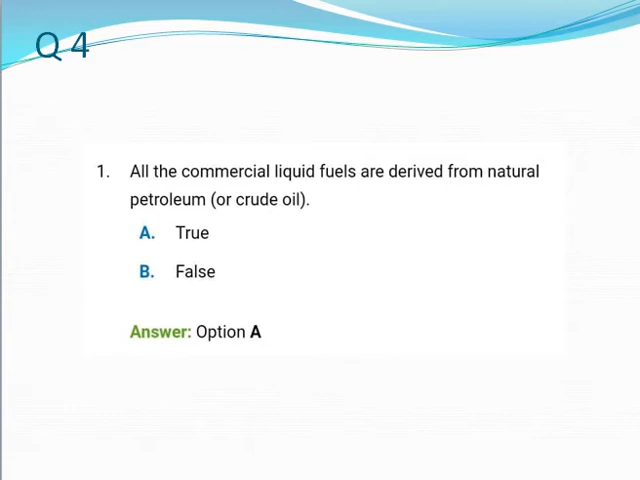 Q 4
1. All the commercial liquid fuels are derived from natural
petroleum (or crude oil).
A. True
B. False
Answer: Option A